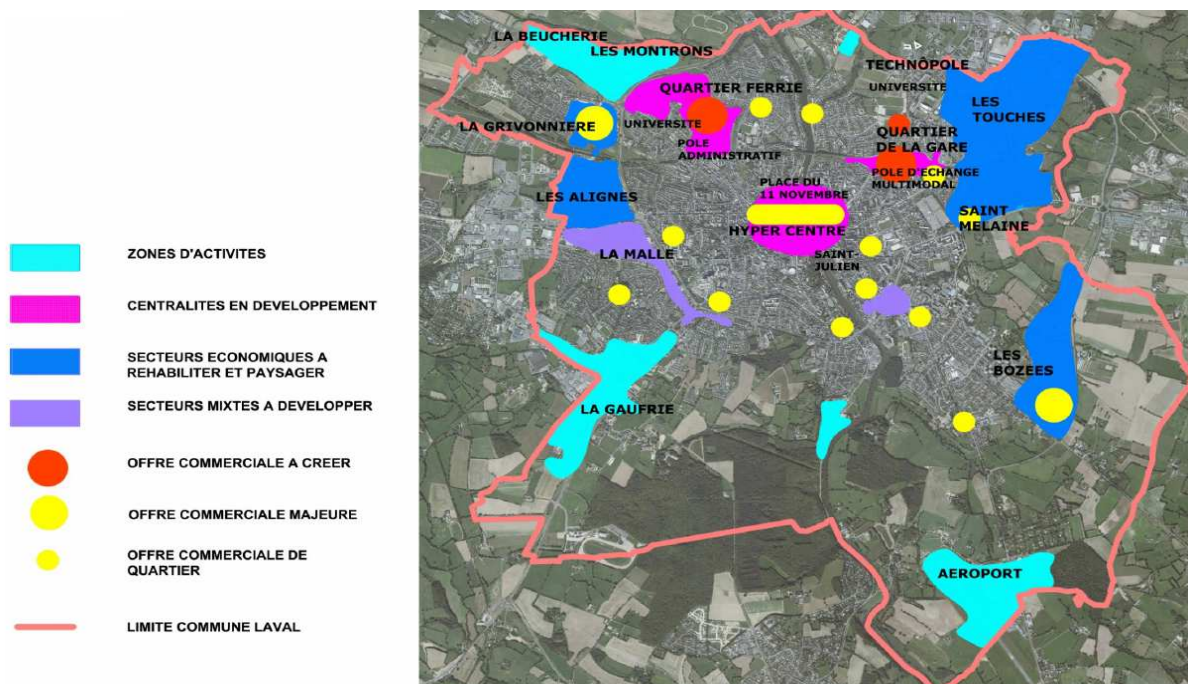 ZONES D'ACTIVITES
CENTRALITES EN DEVELOPPEMENT
SECTEURS ECONOMIQUES A
REHABILITER ET PAYSAGER
SECTEURS MIXTES A DEVELOPPER
OFFRE COMMERCIALE A CREER
OFFRE COMMERCIALE MAJEURE
OFFRE COMMERCIALE DE
QUARTIER
LIMITE COMMUNE LAVAL
LA BEUCHERIE
LES MONTRONS
TECHNÔPOLE
UNIVERSITE
QUARTIER FERRIE
LES
TOUCHES
LA GRIVONNIERE
UNIVERSITE
POLE
ADMINISTRATIF
QUARTIER
DE LA GARE
POLE D'ECHANGE
MULTIMODAL
LES ALIGNES
PLACE DU
11 NOVEMBRE
HYPER CENTRE
SAINT
MELAINE
LA MALLE
SAINT-
JULIEN
LES
BOZEES
LA GAUFRIE
AEROPORT